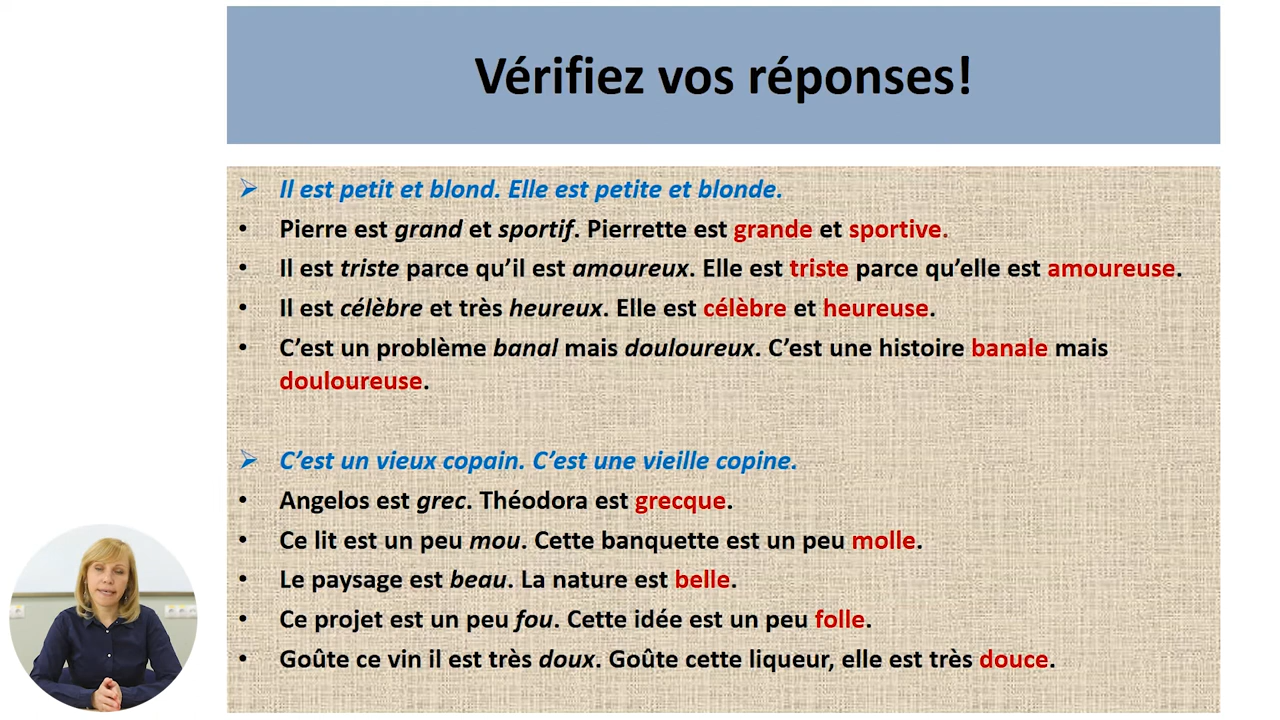 Vérifiez vos réponses!
➢ Il est petit et blond. Elle est petite et blonde.
• Pierre est grand et sportif. Pierrette est grande et sportive.
• Il est triste parce qu’il est amoureux. Elle est triste parce qu’elle est amoureuse.
• Il est célèbre et très heureux. Elle est célèbre et heureuse.
• C’est un problème banal mais douloureux. C’est une histoire banale mais
douloureuse.
➢ C’est un vieux copain. C’est une vieille copine.
• Angelos est grec. Théodora est grecque.
• Ce lit est un peu mou. Cette banquette est un peu molle.
• Le paysage est beau. La nature est belle.
• Ce projet est un peu fou. Cette idée est un peu folle.
• Goûte ce vin il est très doux. Goûte cette liqueur, elle est très douce.